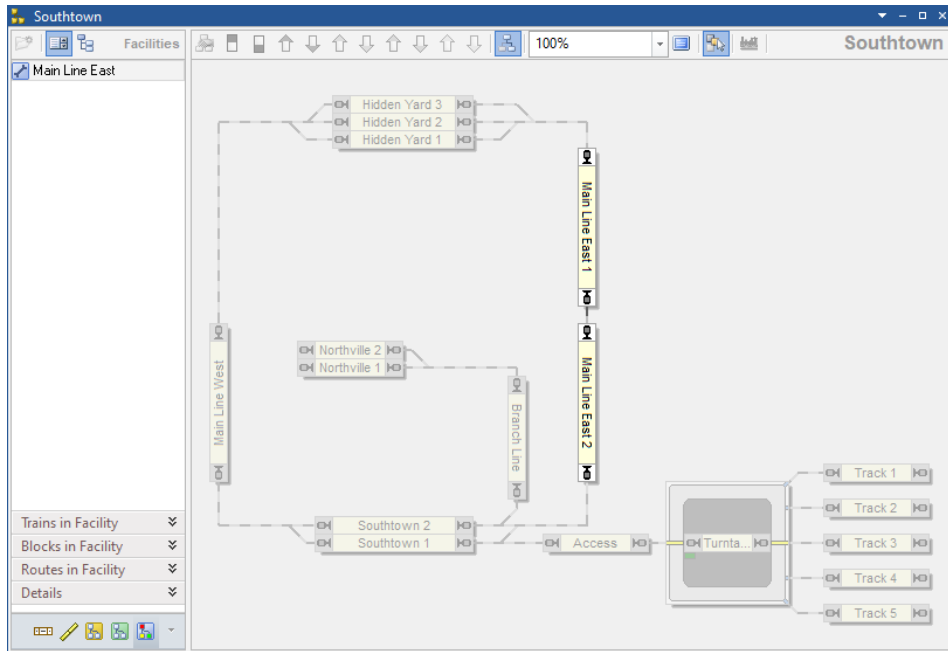 Southtown
Facilities
100%
Southtown
Main Line East
Hidden Yard 3
Hidden Yard 2
Hidden Yard 1
Main Line East 1
Northville 2
Northville 1
Main Line West
Branch Line
Main Line East 2
Southtown 2
Southtown 1
Access
Turnta...
Track 1
Track 2
Track 3
Track 4
Track 5
Trains in Facility
Blocks in Facility
Routes in Facility
Details